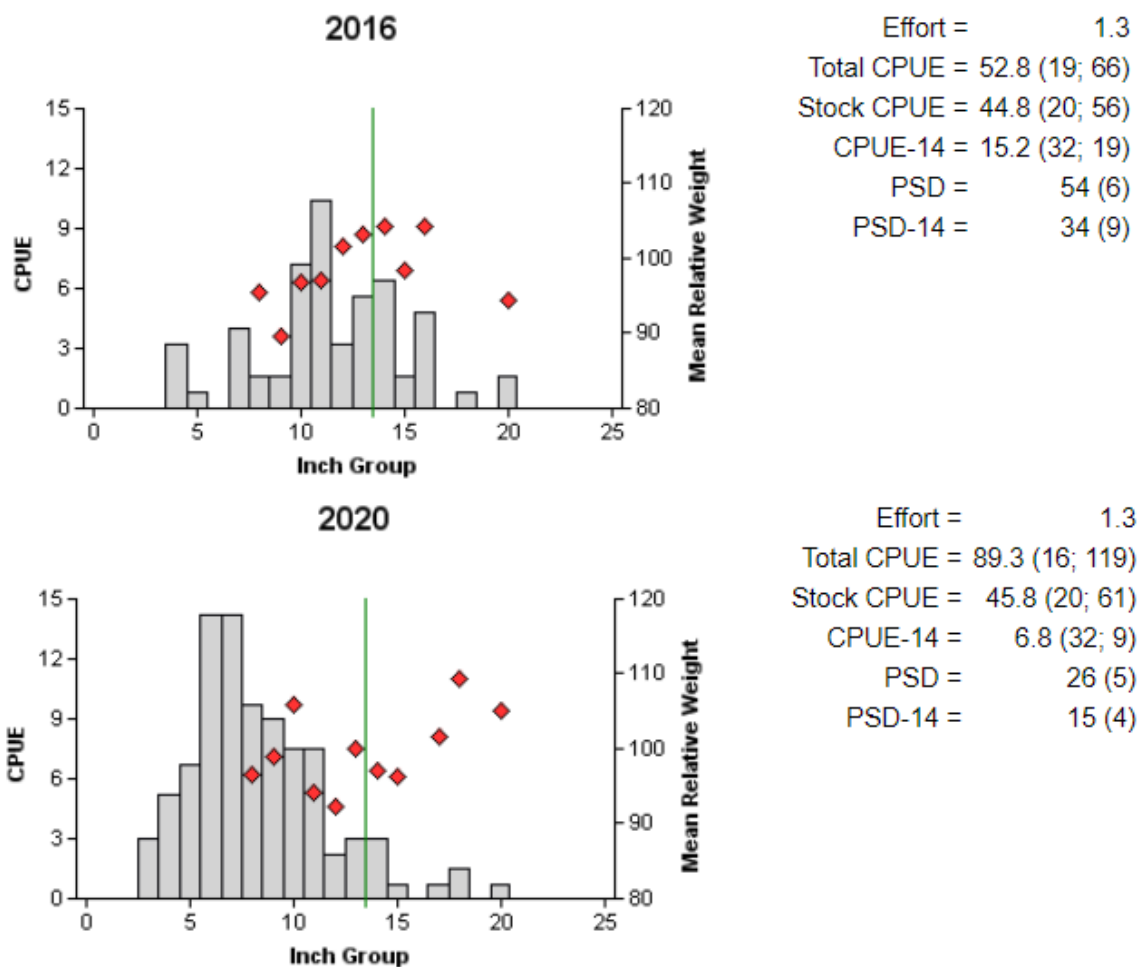 2016
Effort = 1.3
Total CPUE = 52.8 (19; 66)
Stock CPUE = 44.8 (20; 56)
CPUE-14 = 15.2 (32; 19)
PSD = 54 (6)
PSD-14 = 34 (9)
15
12
9
6
3
0
CPUE
120
110
100
90
80
Mean Relative Weight
0 5 10 15 20 25
Inch Group
2020
Effort = 1.3
Total CPUE = 89.3 (16; 119)
Stock CPUE = 45.8 (20; 61)
CPUE-14 = 6.8 (32; 9)
PSD = 26 (5)
PSD-14 = 15 (4)
15
12
9
6
3
0
CPUE
120
110
100
90
80
Mean Relative Weight
0 5 10 15 20 25
Inch Group